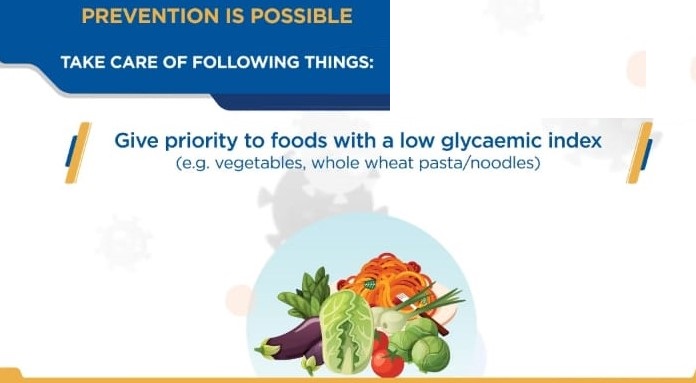 PREVENTION IS POSSIBLE
TAKE CARE OF FOLLOWING THINGS:
Give priority to foods with a low glycaemic index
(e.g. vegetables, whole wheat pasta/noodles)